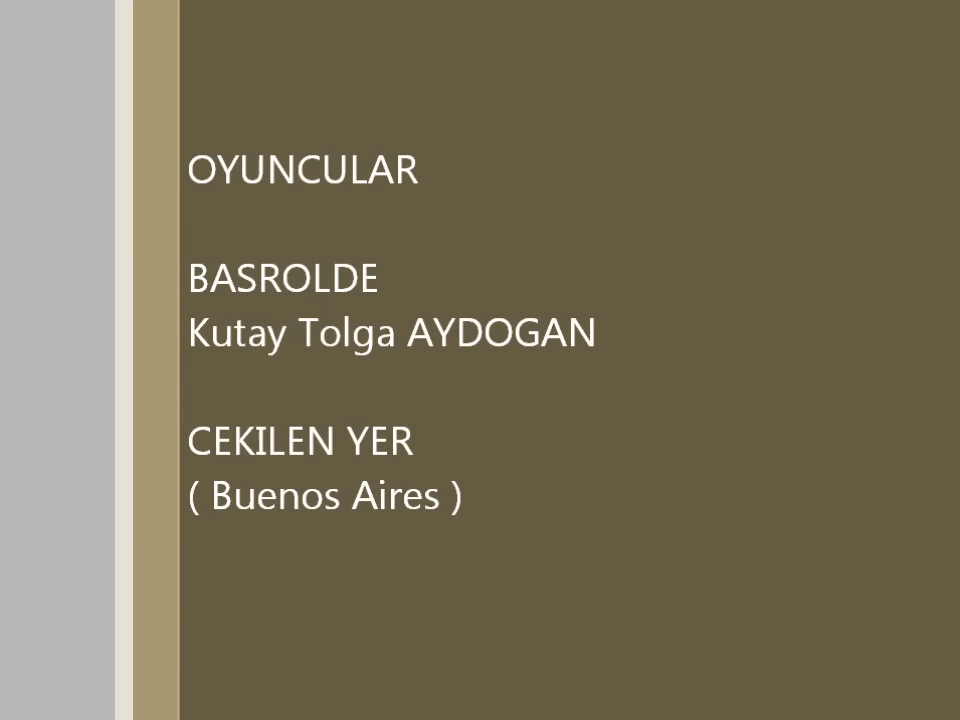 OYUNCULAR
BASROLDE
Kutay Tolga AYDOGAN
CEKILEN YER
( Buenos Aires )